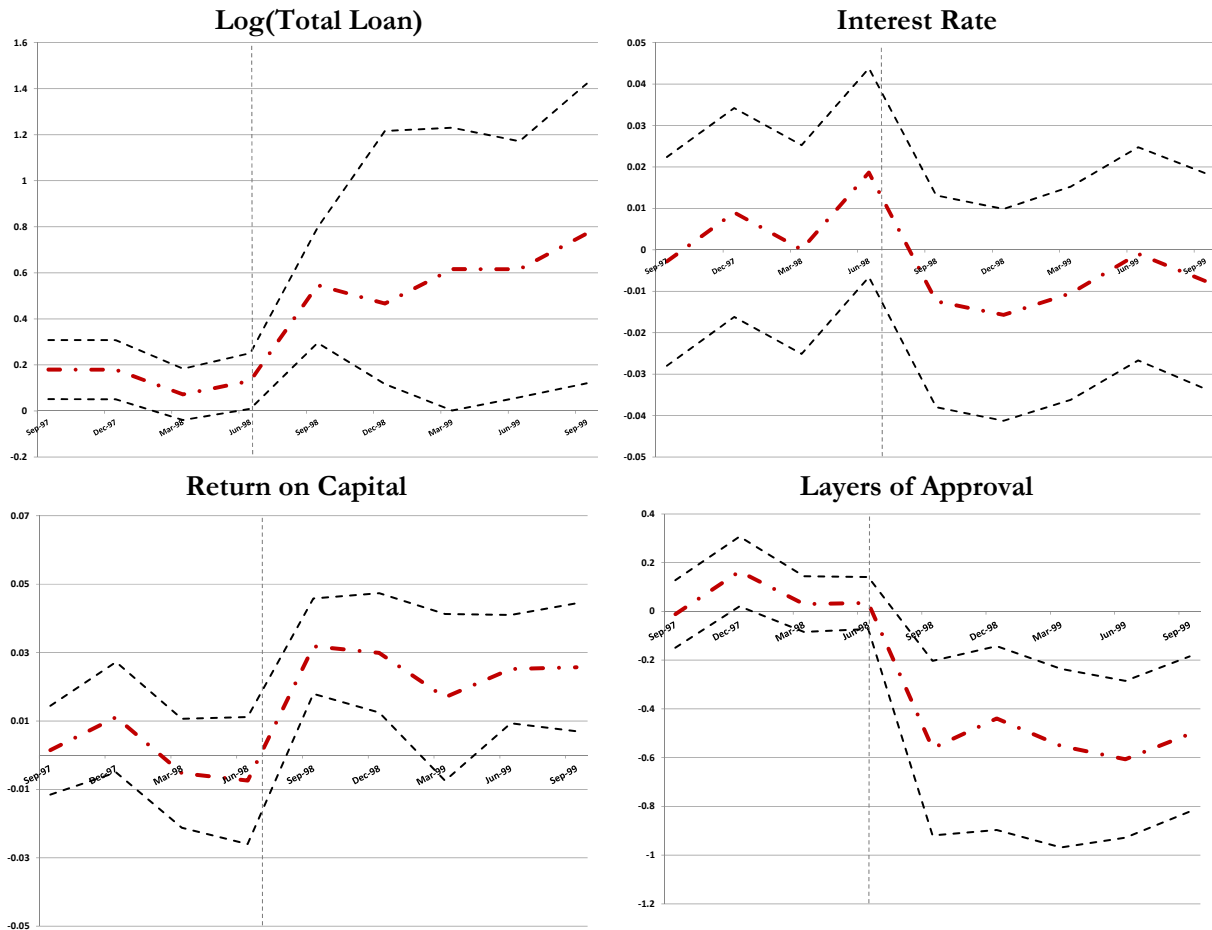 Log(Total Loan)
1.6
1.4
1.2
1
0.8
0.6
0.4
0.2
0
-0.2
Sep-97
Dec-97
Mar-98
Jun-98
Sep-98
Dec-98
Mar-99
Jun-99
Sep-99
Interest Rate
0.05
0.04
0.03
0.02
0.01
0
-0.01
-0.02
-0.03
-0.04
-0.05
Sep-97
Dec-97
Mar-98
Jun-98
Sep-98
Dec-98
Mar-99
Jun-99
Sep-99
Return on Capital
0.07
0.05
0.03
0.01
-0.01
-0.03
-0.05
Sep-97
Dec-97
Mar-98
Jun-98
Sep-98
Dec-98
Mar-99
Jun-99
Sep-99
Layers of Approval
0.4
0.2
0
-0.2
-0.4
-0.6
-0.8
-1
-1.2
Sep-97
Dec-97
Mar-98
Jun-98
Sep-98
Dec-98
Mar-99
Jun-99
Sep-99